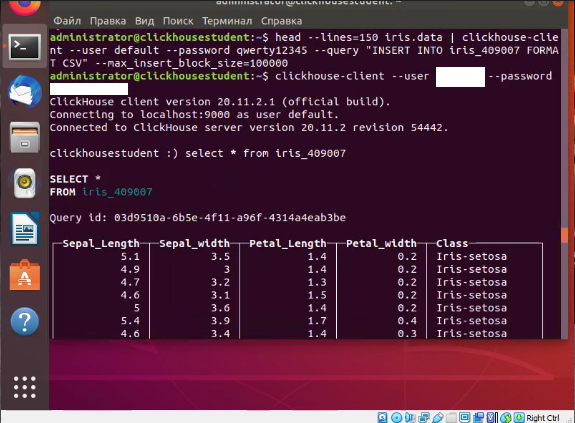 administrator@clickhousestudent: ~
Файл Правка Вид Поиск Терминал Справка
administrator@clickhousestudent:~$ head --lines=150 iris.data | clickhouse-clie
nt --user default --password qwerty12345 --query "INSERT INTO iris_409007 FORMA
T CSV" --max_insert_block_size=100000
administrator@clickhousestudent:~$ clickhouse-client --user --password
ClickHouse client version 20.11.2.1 (official build).
Connecting to localhost:9000 as user default.
Connected to ClickHouse server version 20.11.2 revision 54442.
clickhousestudent :) select * from iris_409007
SELECT *
FROM iris_409007
Query id: 03d9510a-6b5e-4f11-a96f-4314a4eab3be
Sepal_Length Sepal_width Petal_Length Petal_width Class
5.1 3.5 1.4 0.2 Iris-setosa
4.9 3 1.4 0.2 Iris-setosa
4.7 3.2 1.3 0.2 Iris-setosa
4.6 3.1 1.5 0.2 Iris-setosa
5 3.6 1.4 0.2 Iris-setosa
5.4 3.9 1.7 0.4 Iris-setosa
4.6 3.4 1.4 0.3 Iris-setosa
Right Ctrl